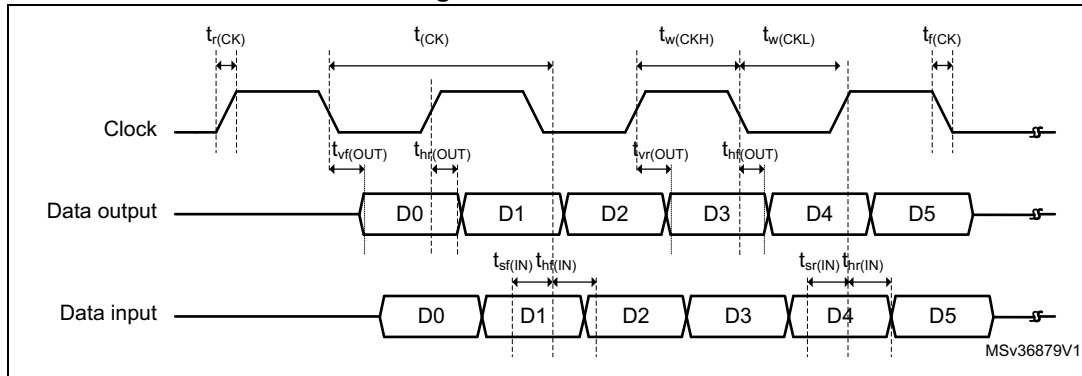 tr(CK) t(CK) tw(CKH) tw(CKL) tf(CK)
Clock
tvf(OUT) thr(OUT) tvr(OUT) thf(OUT)
Data output D0 D1 D2 D3 D4 D5
tsf(IN) thf(IN) tsr(IN) thr(IN)
Data input D0 D1 D2 D3 D4 D5
MSv36879V1